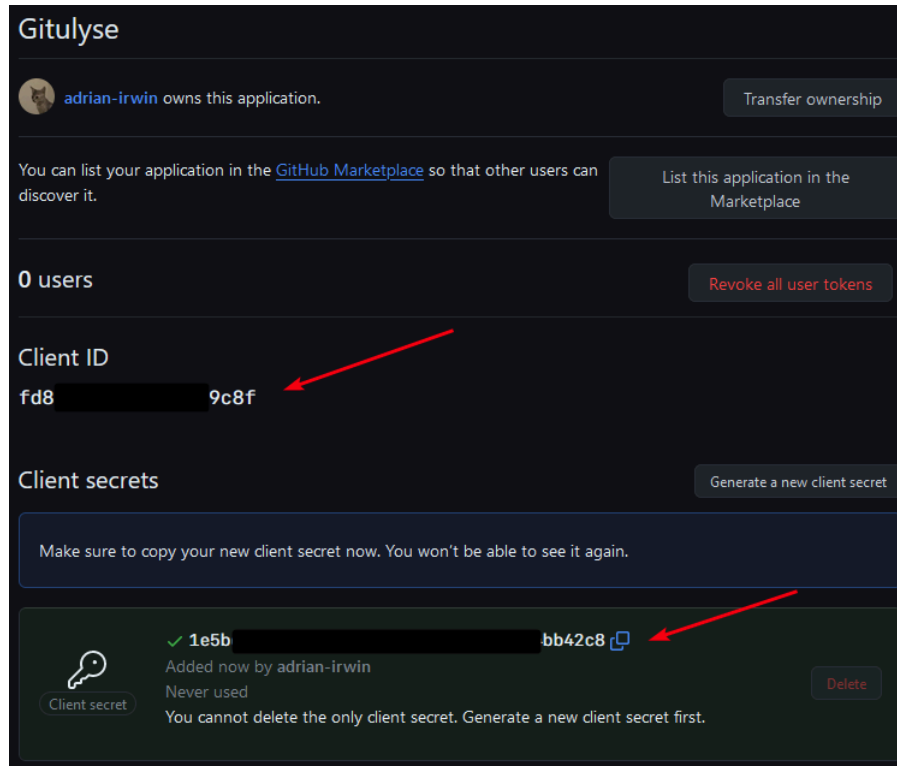 Gitulyse
adrian-irwin owns this application.
Transfer ownership
You can list your application in the GitHub Marketplace so that other users can
discover it.
List this application in the
Marketplace
0 users
Revoke all user tokens
Client ID
fd8 9c8f
Client secrets
Generate a new client secret
Make sure to copy your new client secret now. You won't be able to see it again.
1e5b bb42c8
Added now by adrian-irwin
Never used
Client secret
You cannot delete the only client secret. Generate a new client secret first.
Delete